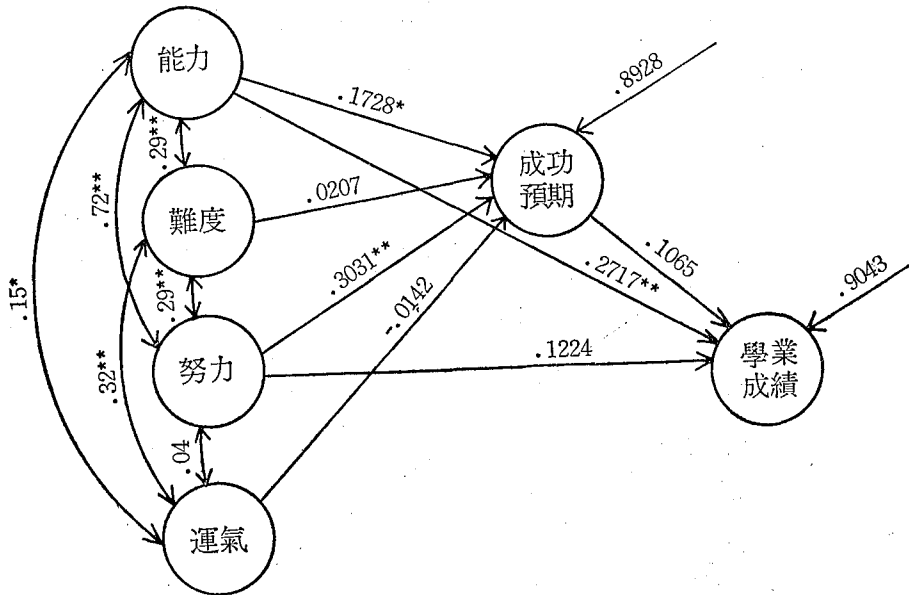 能力
.8928
.1728*
.29**
成功
預期
.72**
難度
.0207
.3031**
.2717**
.1065
.15*
.29**
-.0142
.9043
.32**
努力
.1224
學業
成績
.04
運氣